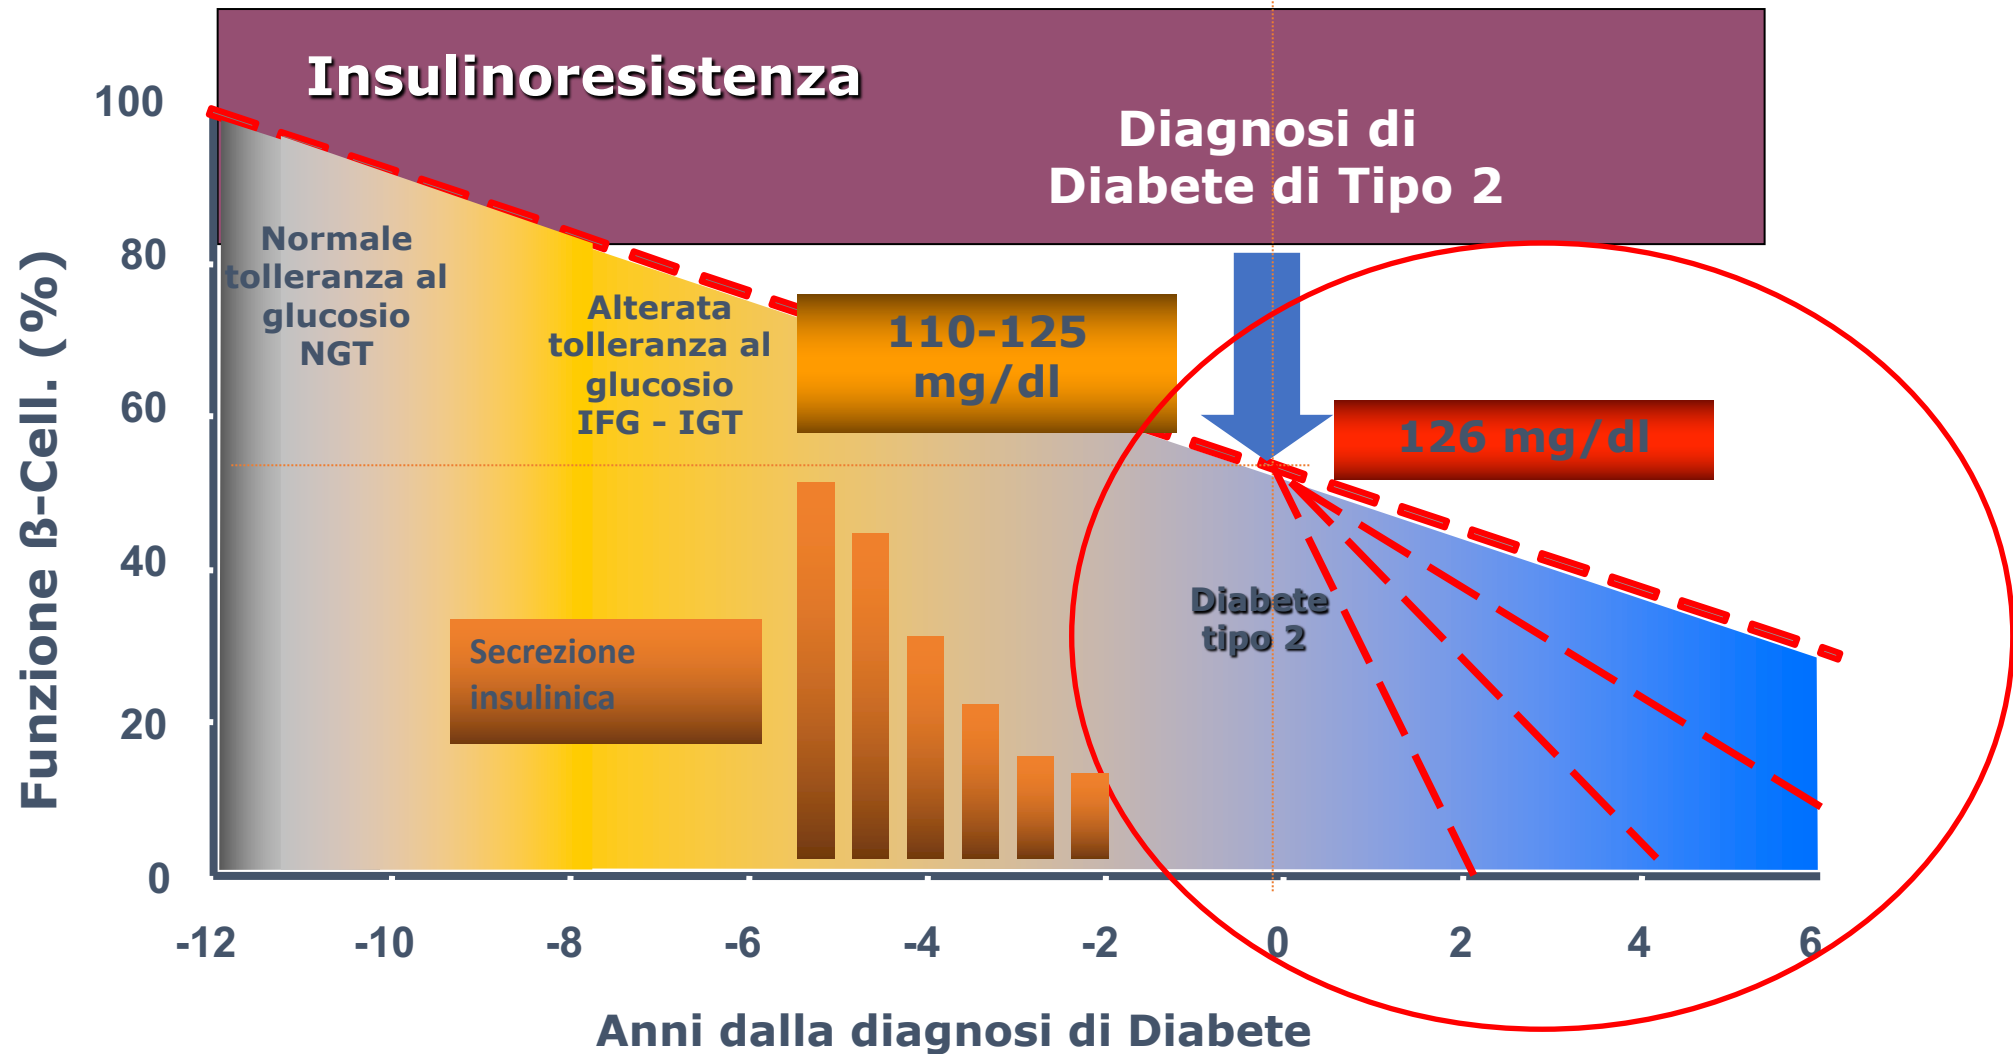 Insulinoresistenza
Diagnosi di
Diabete di Tipo 2
100
80
60
40
20
0
Funzione ß-Cell. (%)
Normale
tolleranza al
glucosio
NGT
Alterata
tolleranza al
glucosio
IFG – IGT
110-125
mg/dl
126 mg/dl
Secrezione
insulinica
Diabete
tipo 2
-12 -10 -8 -6 -4 -2 0 2 4 6
Anni dalla diagnosi di Diabete